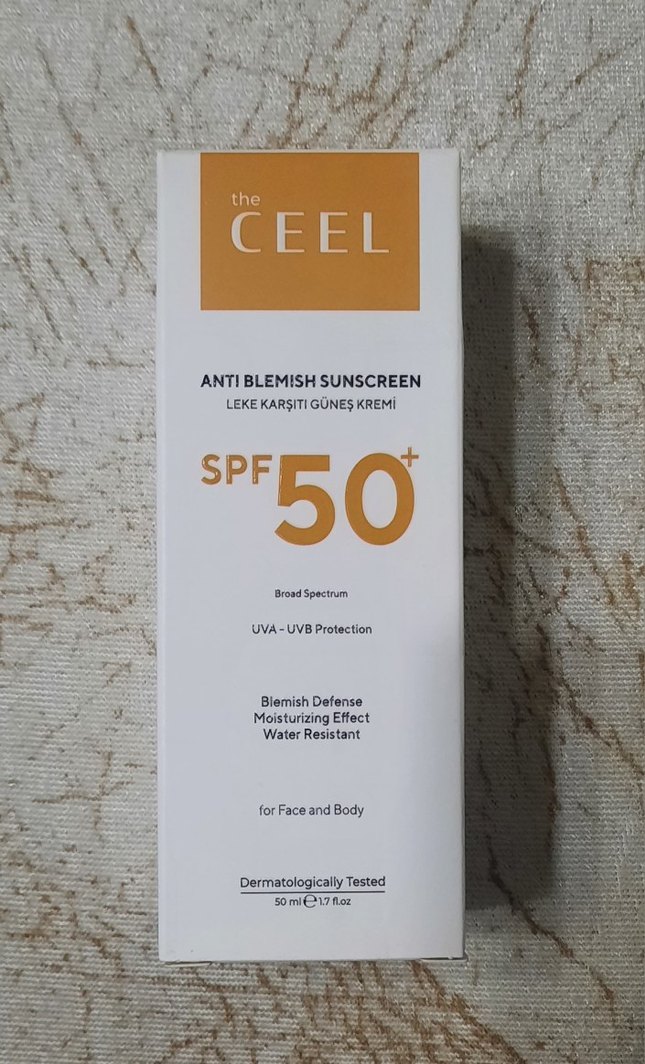 the
CEEL
ANTI BLEMISH SUNSCREEN
LEKE KARŞITI GÜNEŞ KREMİ
SPF 50+
Broad Spectrum
UVA - UVB Protection
Blemish Defense
Moisturizing Effect
Water Resistant
for Face and Body
Dermatologically Tested
50 ml ℮ 1.7 fl.oz